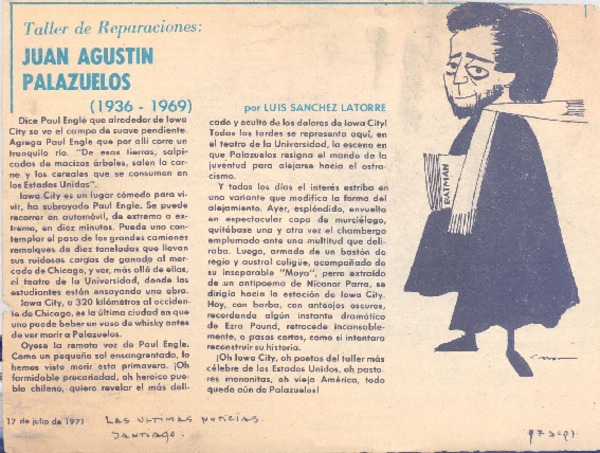 Taller de Reparaciones:
JUAN AGUSTIN
PALAZUELOS
(1936 - 1969)
por LUIS SANCHEZ LATORRE
Dice Paul Engle que alrededor de Iowa
City se ve el campo de suave pendiente.
Agrega Paul Engle que por allí corre un
tranquilo río. "De esas tierras, salpi-
cadas de macizos árboles, salen la car-
ne y los cereales que se consumen en
los Estados Unidos".
Iowa City es un lugar cómodo para vi-
vir, ha subrayado Paul Engle. Se puede
recorrer en automóvil, de extremo a ex-
tremo, en diez minutos. Puede uno con-
templar el paso de los grandes camiones
remolques de diez toneladas que llevan
sus ruidosas cargas de ganado al mer-
cado de Chicago, y ver, más allá de ellos,
el teatro de la Universidad, donde los
estudiantes están ensayando una obra.
Iowa City, a 320 kilómetros al occiden-
te de Chicago, es la última ciudad en que
uno puede beber un vaso de whisky antes
de ver morir a Palazuelos.
Oyese la remota voz de Paul Engle.
Como un pequeño sol ensangrentado, lo
hemos visto morir esta primavera. ¡Oh
formidable precariedad, oh heroico pue-
blo chileno, quiero revelar el más deli-
cado y oculto de los dolores de Iowa City!
Todas las tardes se representa aquí, en
el teatro de la Universidad, la escena en
que Palazuelos resigna el mando de la
juventud para alejarse hacia el ostra-
cismo.
Y todos los días el interés estriba en
una variante que modifica la forma del
alejamiento. Ayer, espléndido, envuelto
en espectacular capa de murciélago,
quitábase una y otra vez el chambergo
emplumado ante una multitud que deli-
raba. Luego, armado de un bastón de
regio y austral coligüe, acompañado de
su inseparable "Moya", perro extraído
de un antipoema de Nicanor Parra, se
dirigía hacia la estación de Iowa City.
Hoy, con barba, con anteojos oscuros,
recordando algún instante dramático
de Ezra Pound, retrocede incansable-
mente, a pasos cortos, como si intentara
reconstruir su historia.
¡Oh Iowa City, oh poetas del taller más
célebre de los Estados Unidos, oh pasto-
res menonitas, oh vieja América, todo
queda aún de Palazuelos!
BATMAN
17 de julio de 1971
LAS ULTIMAS NOTICIAS.
SANTIAGO.